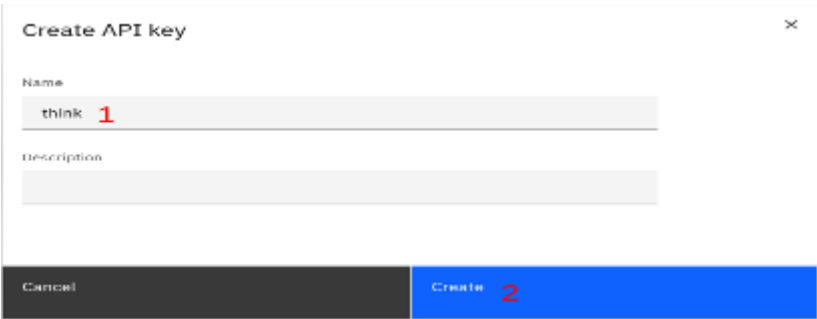 Create API key ×
Name
think 1
Description
Cancel
Create 2